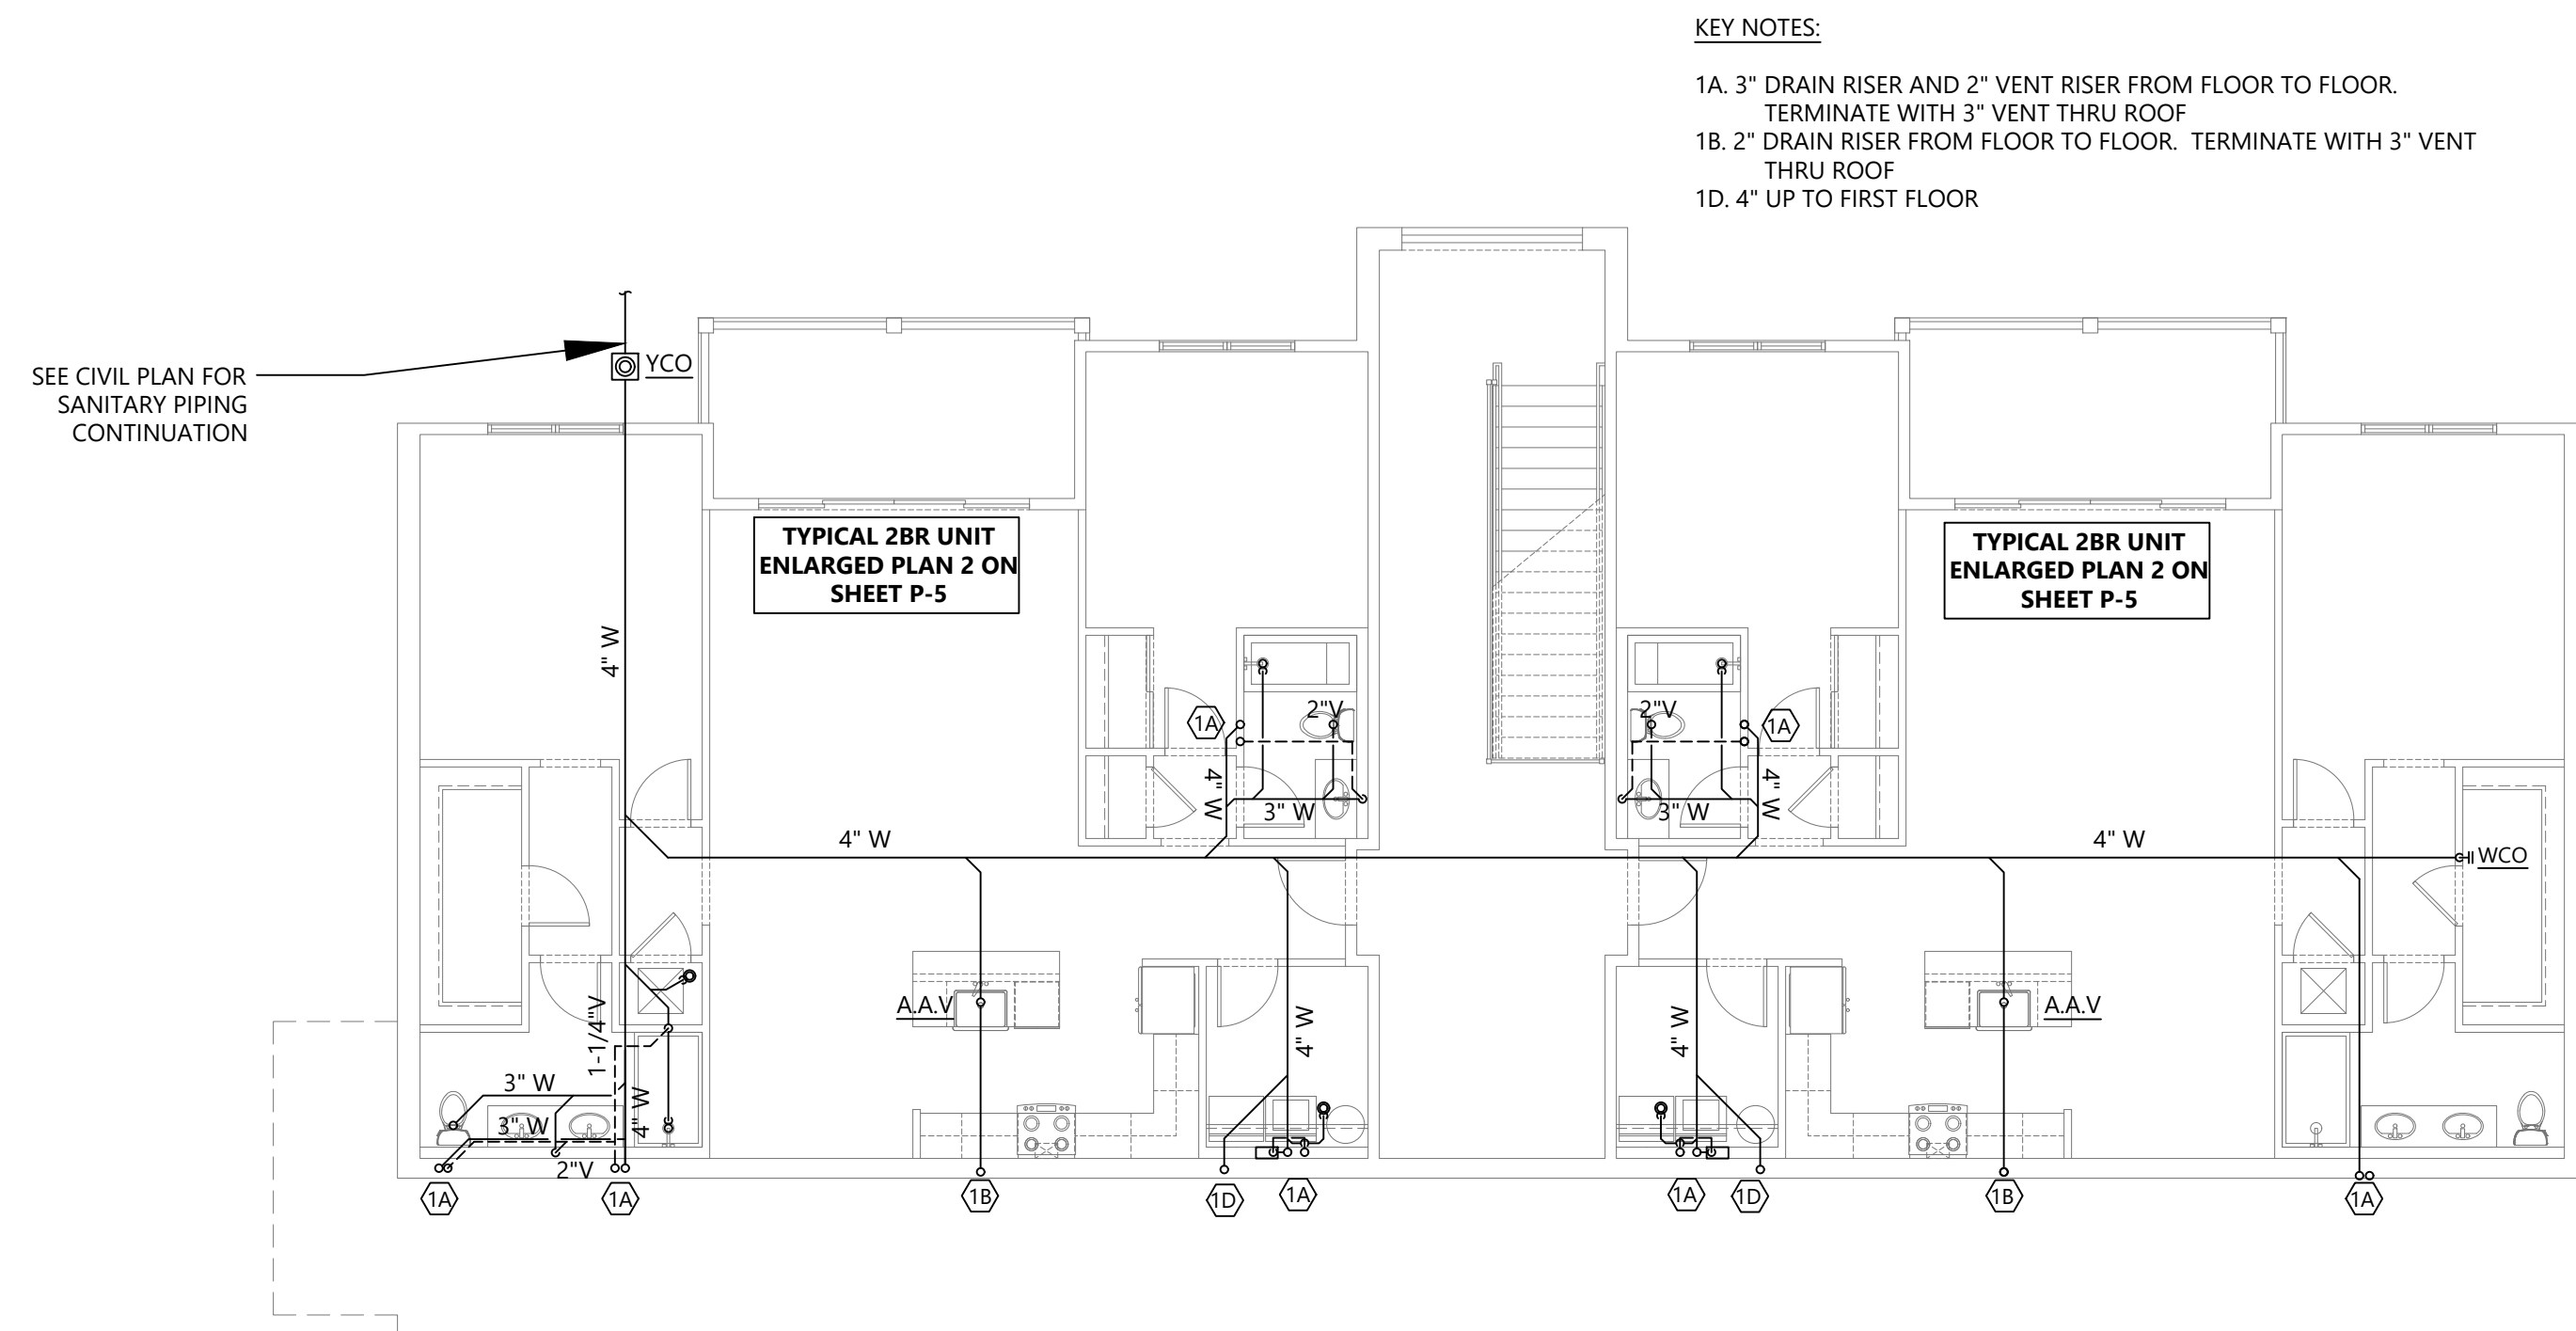 KEY NOTES:
1A. 3" DRAIN RISER AND 2" VENT RISER FROM FLOOR TO FLOOR.
TERMINATE WITH 3" VENT THRU ROOF
1B. 2" DRAIN RISER FROM FLOOR TO FLOOR. TERMINATE WITH 3" VENT
THRU ROOF
1D. 4" UP TO FIRST FLOOR
SEE CIVIL PLAN FOR
SANITARY PIPING
CONTINUATION
YCO
TYPICAL 2BR UNIT
ENLARGED PLAN 2 ON
SHEET P-5
TYPICAL 2BR UNIT
ENLARGED PLAN 2 ON
SHEET P-5
4" W
1A
2"V
2"V
1A
4" W
3" W
3" W
4" W
4" W
4" W
WCO
A.A.V
A.A.V
1-1/4"V
4" W
4" W
3" W
3" W
4" W
2"V
1A
1A
1B
1D
1A
1A
1D
1B
1A